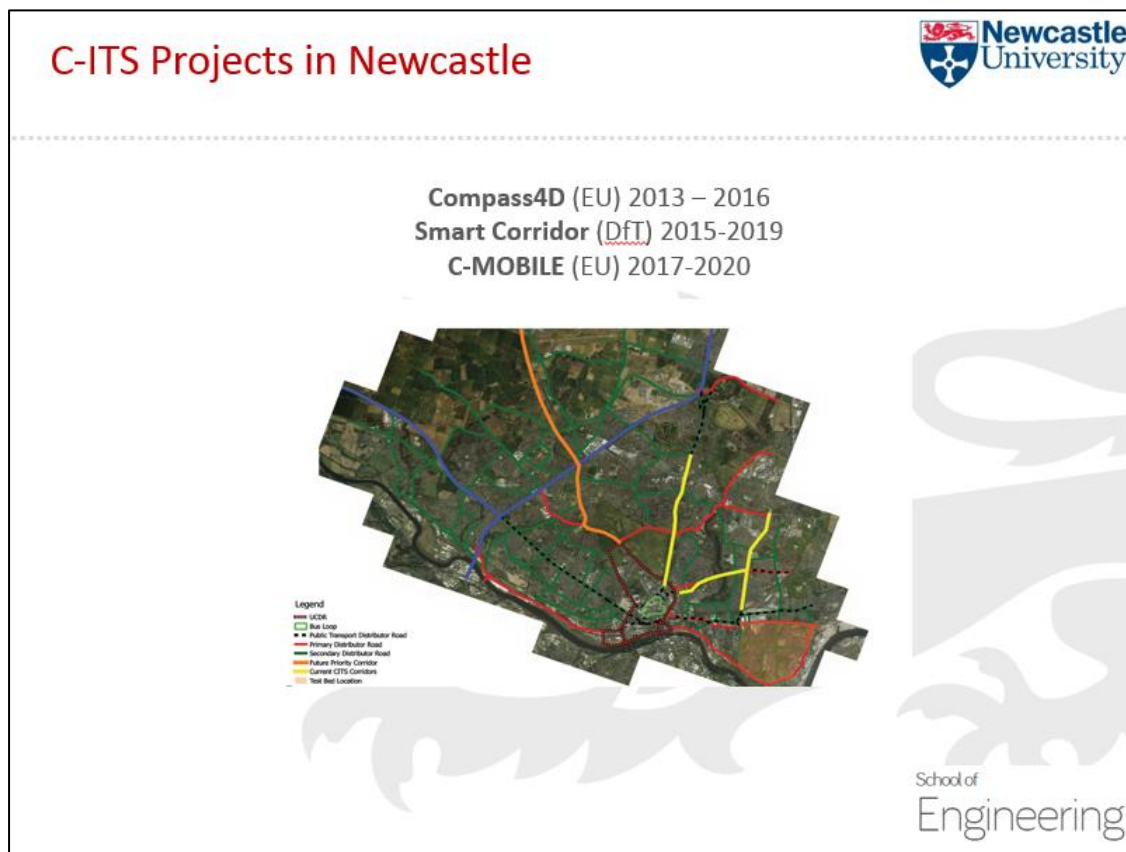 C-ITS Projects in Newcastle
Newcastle
University
Compass4D (EU) 2013 – 2016
Smart Corridor (DfT) 2015-2019
C-MOBILE (EU) 2017-2020
Legend
UCDR
Bus Loop
Public Transport Distributor Road
Primary Distributor Road
Secondary Distributor Road
Future Priority Corridor
Current CITS Corridors
Test Bed Location
School of
Engineering